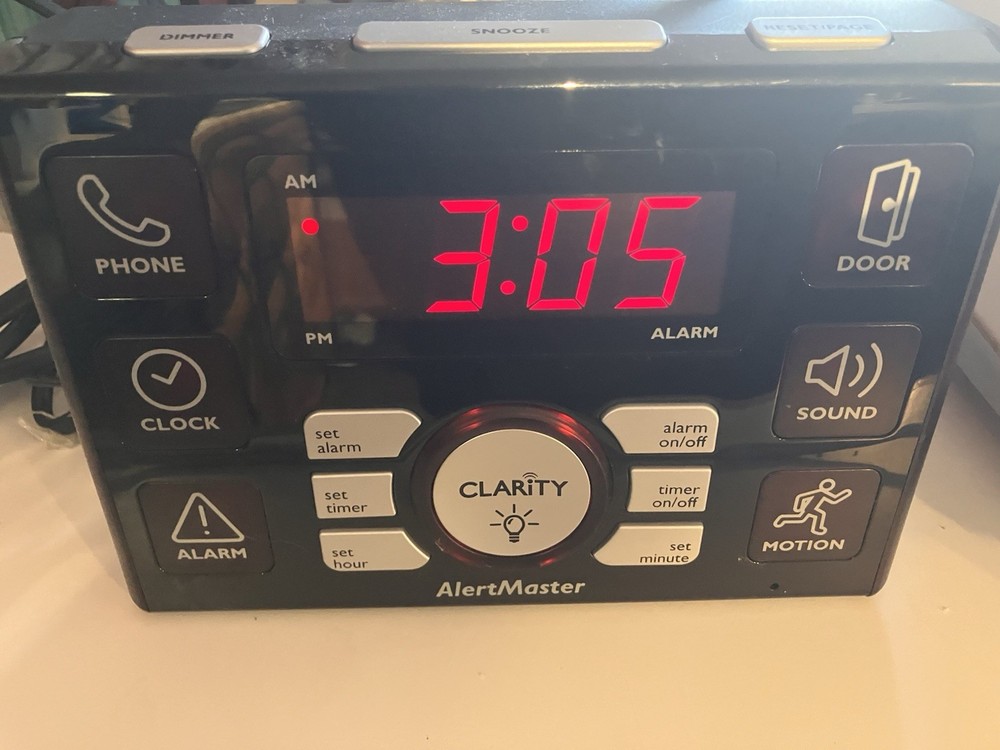 DIMMER
SNOOZE
RESET/PAGE
AM
3:05
PM
ALARM
PHONE
DOOR
CLOCK
SOUND
ALARM
MOTION
set
alarm
alarm
on/off
set
timer
timer
on/off
set
hour
set
minute
CLARITY
AlertMaster